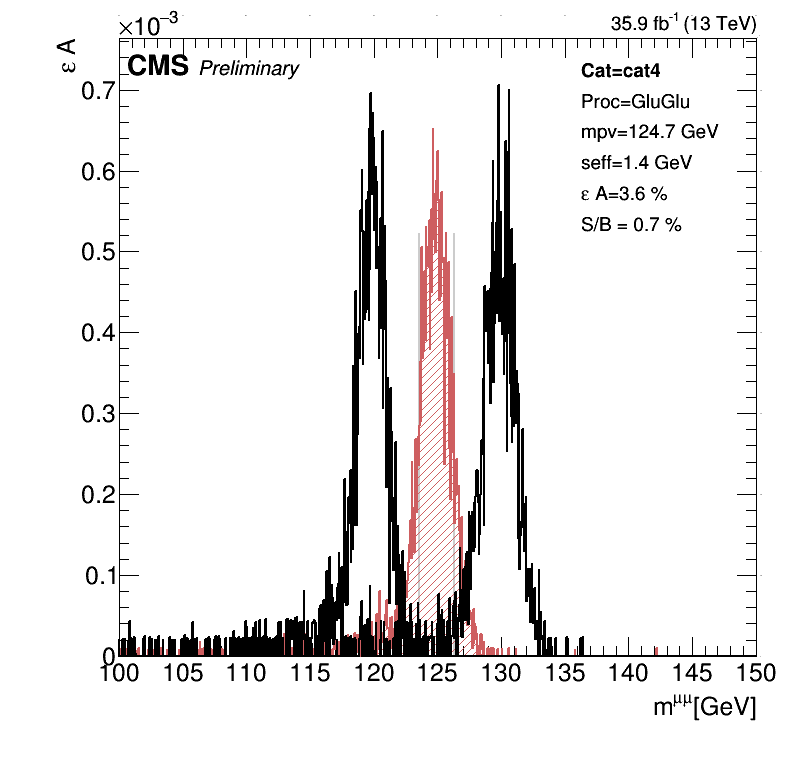 ×10⁻³
35.9 fb⁻¹ (13 TeV)
ε A
CMS Preliminary
Cat=cat4
Proc=GluGlu
mpv=124.7 GeV
seff=1.4 GeV
ε A=3.6 %
S/B = 0.7 %
0.7
0.6
0.5
0.4
0.3
0.2
0.1
0
100 105 110 115 120 125 130 135 140 145 150
m^μμ[GeV]